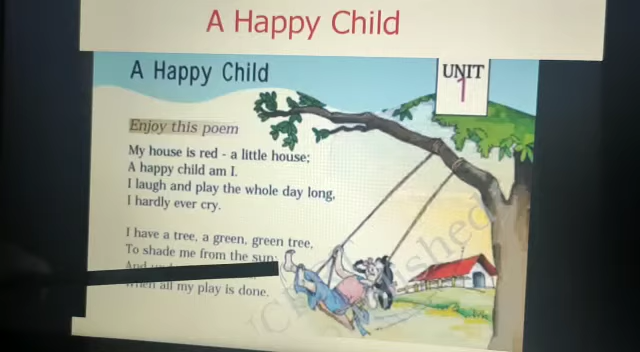 A Happy Child
A Happy Child
UNIT
1
Enjoy this poem
My house is red - a little house;
A happy child am I.
I laugh and play the whole day long,
I hardly ever cry.
I have a tree, a green, green tree,
To shade me from the sun;
And
When all my play is done.